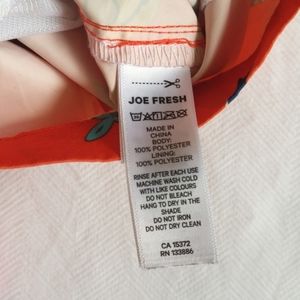 JOE FRESH
MADE IN
CHINA
BODY:
100% POLYESTER
LINING:
100% POLYESTER
RINSE AFTER EACH USE
MACHINE WASH COLD
WITH LIKE COLOURS
DO NOT BLEACH
HANG TO DRY IN THE
SHADE
DO NOT IRON
DO NOT DRY CLEAN
CA 15372
RN 133886